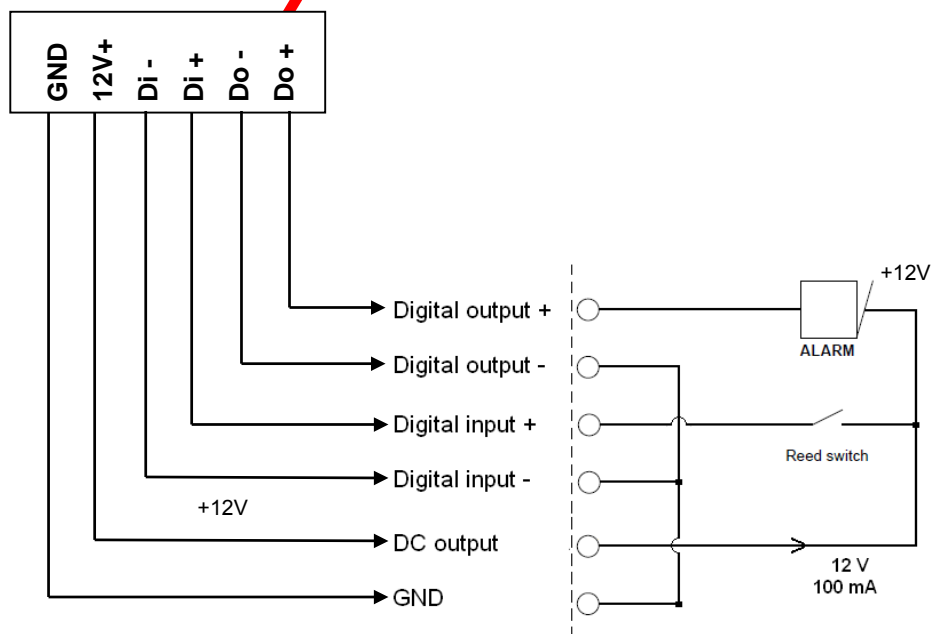 GND
12V+
Di -
Di +
Do -
Do +
+12V
Digital output +
ALARM
Digital output -
Digital input +
Reed switch
Digital input -
+12V
DC output
12 V
100 mA
GND